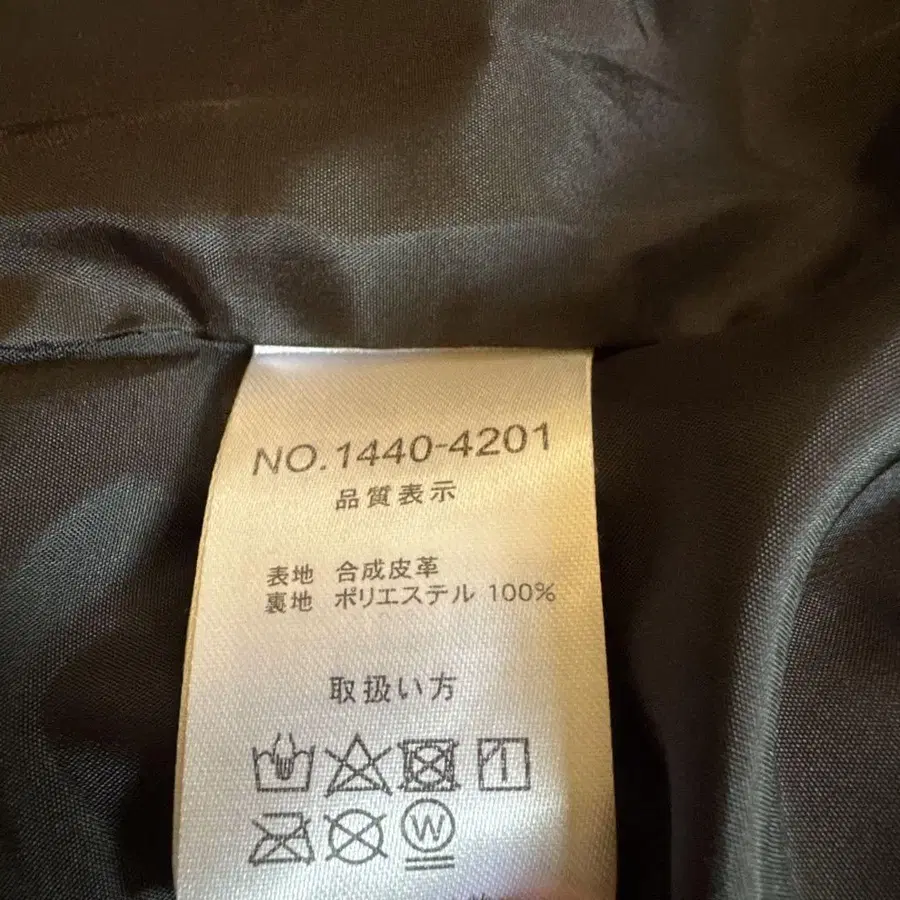 NO.1440-4201
品質表示
表地 合成皮革
裏地 ポリエステル 100%
取扱い方
W